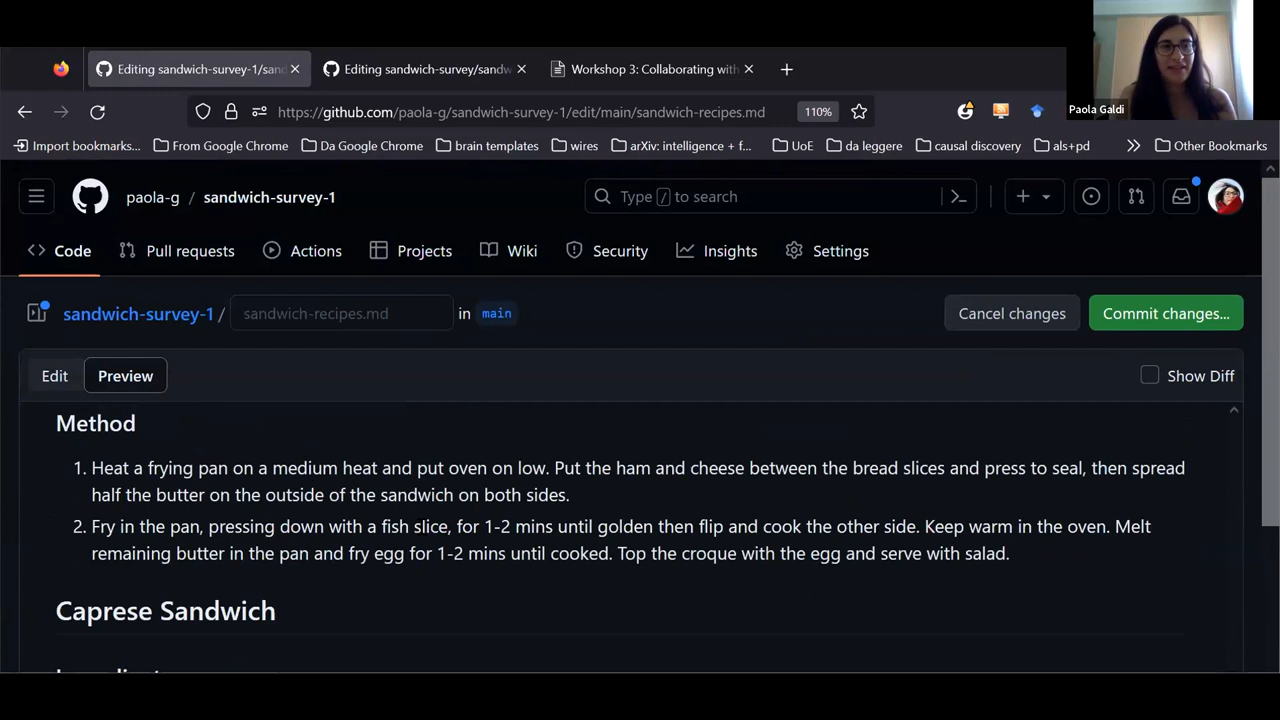 Paola Galdi
Editing sandwich-survey-1/sand
Editing sandwich-survey/sandw
Workshop 3: Collaborating with
https://github.com/paola-g/sandwich-survey-1/edit/main/sandwich-recipes.md
110%
Import bookmarks...
From Google Chrome
Da Google Chrome
brain templates
wires
arXiv: intelligence + f...
UoE
da leggere
causal discovery
als+pd
Other Bookmarks
paola-g / sandwich-survey-1
Type / to search
Code
Pull requests
Actions
Projects
Wiki
Security
Insights
Settings
sandwich-survey-1 / sandwich-recipes.md in main
Cancel changes
Commit changes...
Edit
Preview
Show Diff
Method
1. Heat a frying pan on a medium heat and put oven on low. Put the ham and cheese between the bread slices and press to seal, then spread
half the butter on the outside of the sandwich on both sides.
2. Fry in the pan, pressing down with a fish slice, for 1-2 mins until golden then flip and cook the other side. Keep warm in the oven. Melt
remaining butter in the pan and fry egg for 1-2 mins until cooked. Top the croque with the egg and serve with salad.
Caprese Sandwich